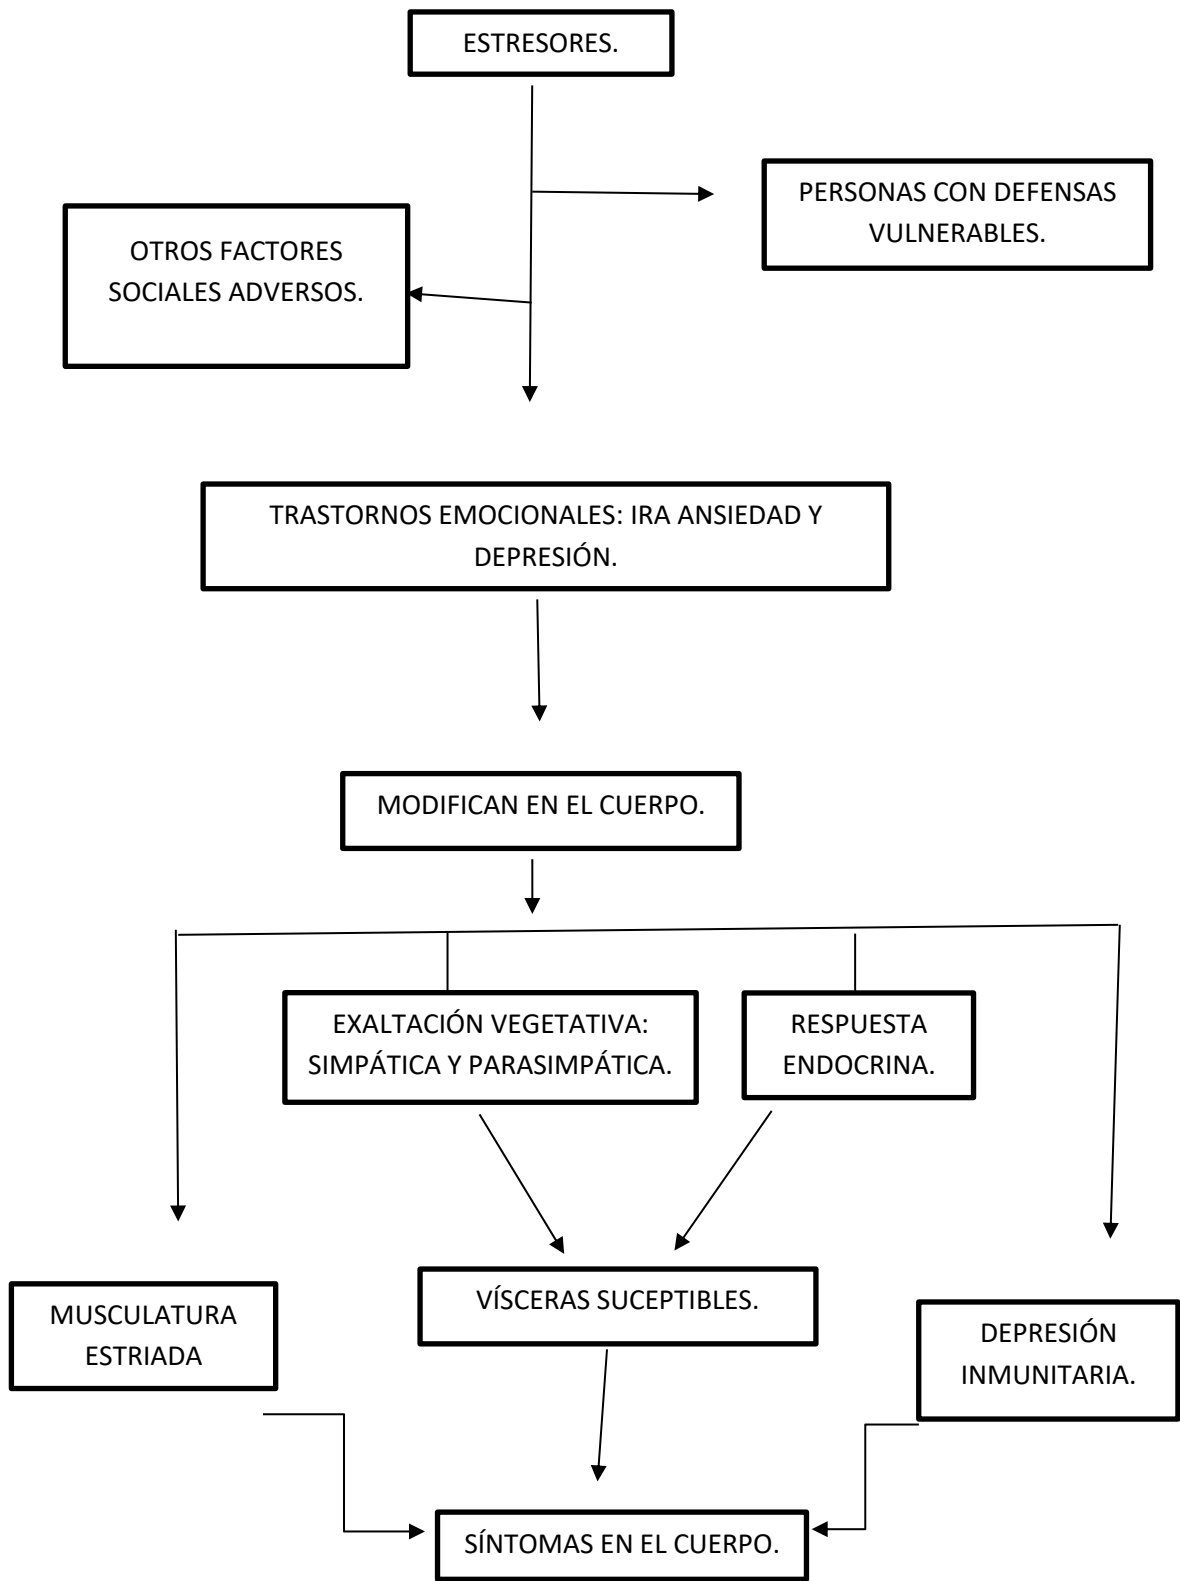 ESTRESORES.
PERSONAS CON DEFENSAS
VULNERABLES.
OTROS FACTORES
SOCIALES ADVERSOS.
TRASTORNOS EMOCIONALES: IRA ANSIEDAD Y
DEPRESIÓN.
MODIFICAN EN EL CUERPO.
EXALTACIÓN VEGETATIVA:
SIMPÁTICA Y PARASIMPÁTICA.
RESPUESTA
ENDOCRINA.
MUSCULATURA
ESTRIADA
VÍSCERAS SUCEPTIBLES.
DEPRESIÓN
INMUNITARIA.
SÍNTOMAS EN EL CUERPO.